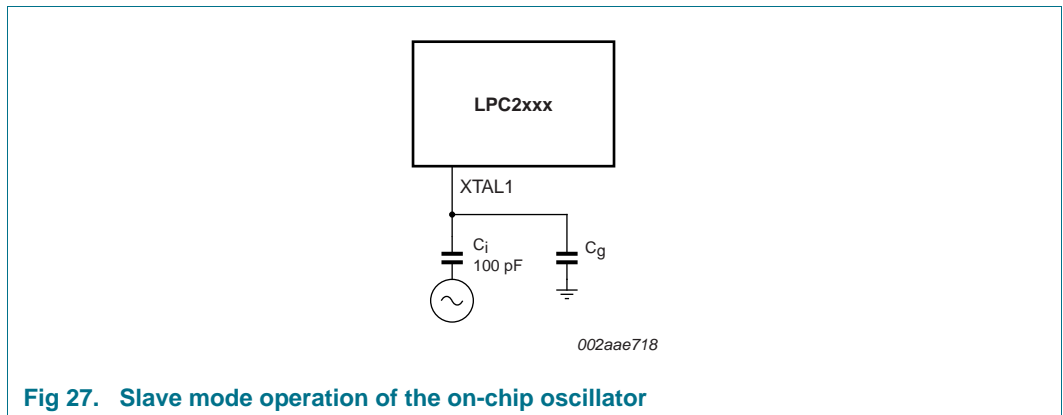 LPC2xxx
XTAL1
Ci
100 pF
Cg
002aae718
Fig 27. Slave mode operation of the on-chip oscillator